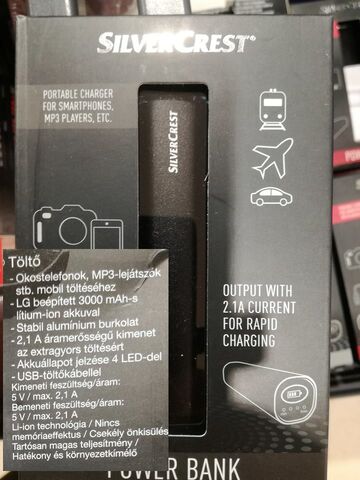 SILVERCREST®
PORTABLE CHARGER
FOR SMARTPHONES,
MP3 PLAYERS, ETC.
SILVERCREST
OUTPUT WITH
2.1A CURRENT
FOR RAPID
CHARGING
Töltő
- Okostelefonok, MP3-lejátszók
stb. mobil töltéséhez
- LG beépített 3000 mAh-s
lítium-ion akkuval
- Stabil alumínium burkolat
- 2,1 A áramerősségű kimenet
az extragyors töltésért
- Akkuállapot jelzése 4 LED-del
- USB-töltőkábellel
Kimeneti feszültség/áram:
5 V / max. 2,1 A
Bemeneti feszültség/áram:
5 V / max. 2,1 A
Li-ion technológia / Nincs
memóriaeffektus / Csekély önkisülés
Tartósan magas teljesítmény /
Hatékony és környezetkímélő
POWER BANK